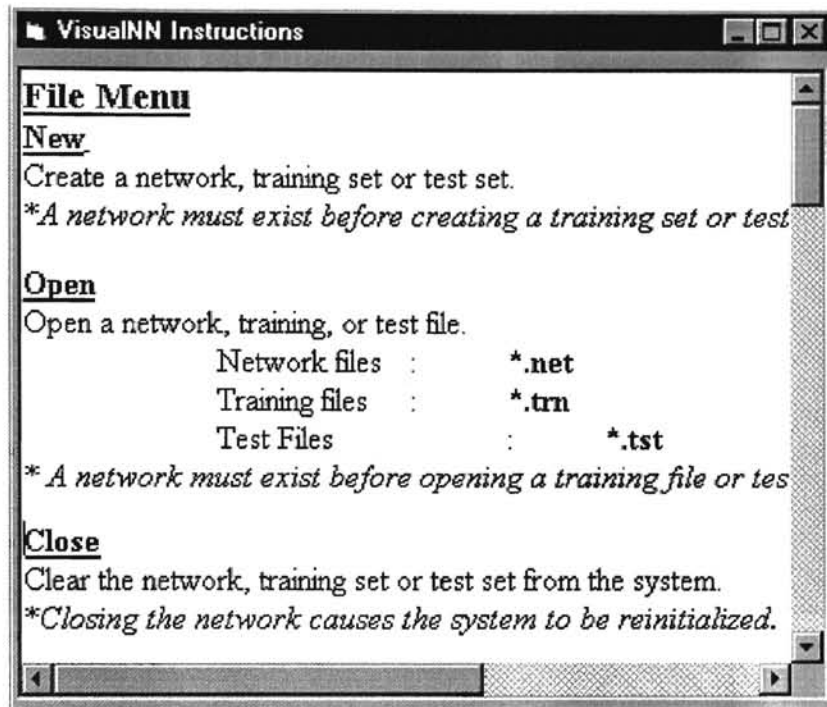 VisualNN Instructions
File Menu
New
Create a network, training set or test set.
*A network must exist before creating a training set or test
Open
Open a network, training, or test file.
Network files : *.net
Training files : *.trn
Test Files : *.tst
* A network must exist before opening a training file or tes
Close
Clear the network, training set or test set from the system.
*Closing the network causes the system to be reinitialized.